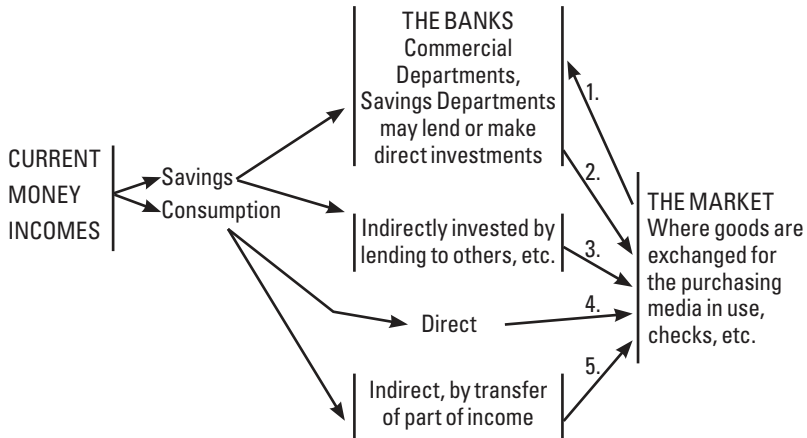 THE BANKS
Commercial
Departments,
Savings Departments
may lend or make
direct investments
1.
2.
CURRENT
MONEY
INCOMES
Savings
Consumption
Indirectly invested by
lending to others, etc.
3.
THE MARKET
Where goods are
exchanged for
the purchasing
media in use,
checks, etc.
4.
Direct
5.
Indirect, by transfer
of part of income